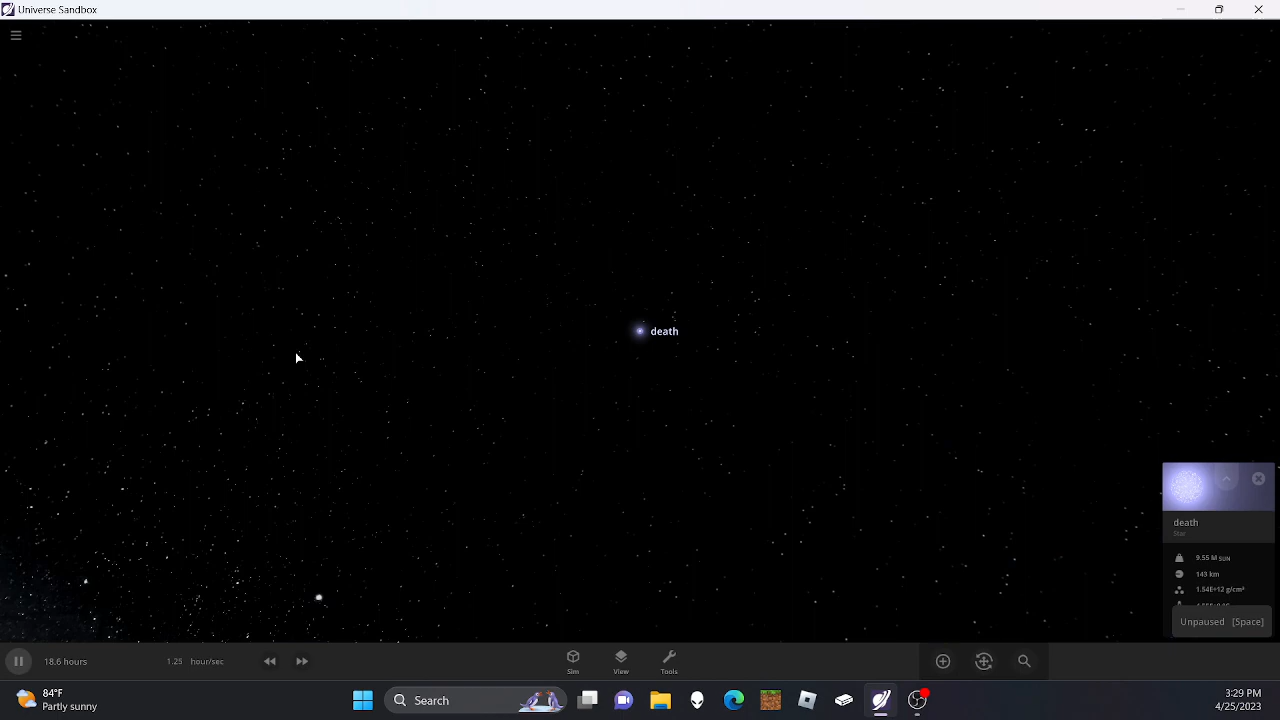 Universe Sandbox
death
death
Star
9.55 M SUN
143 km
1.54E+12 g/cm³
Unpaused [Space]
18.6 hours
1.25 hour/sec
Sim
View
Tools
84°F
Partly sunny
Search
3:29 PM
4/25/2023